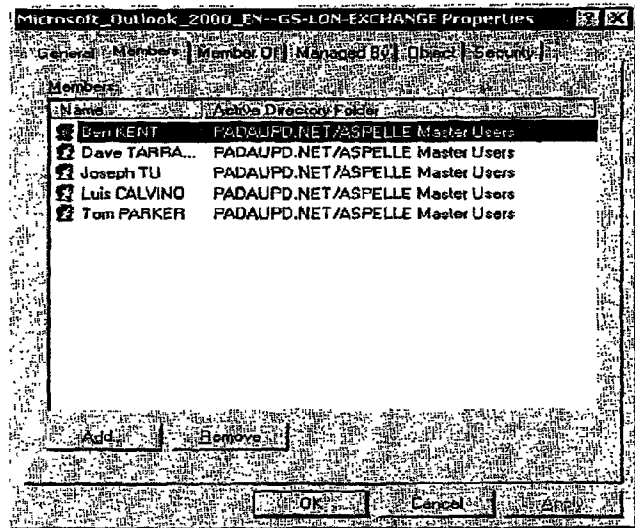 Microsoft_Outlook_2000_EN--GS-LON-EXCHANGE Properties
General Members Member Of Managed By Object Security
Members:
Name Active Directory Folder
Ben KENT PADAUPD.NET/ASPELLE Master Users
Dave TARRA... PADAUPD.NET/ASPELLE Master Users
Joseph TU PADAUPD.NET/ASPELLE Master Users
Luis CALVINO PADAUPD.NET/ASPELLE Master Users
Tom PARKER PADAUPD.NET/ASPELLE Master Users
Add... Remove
OK Cancel Apply